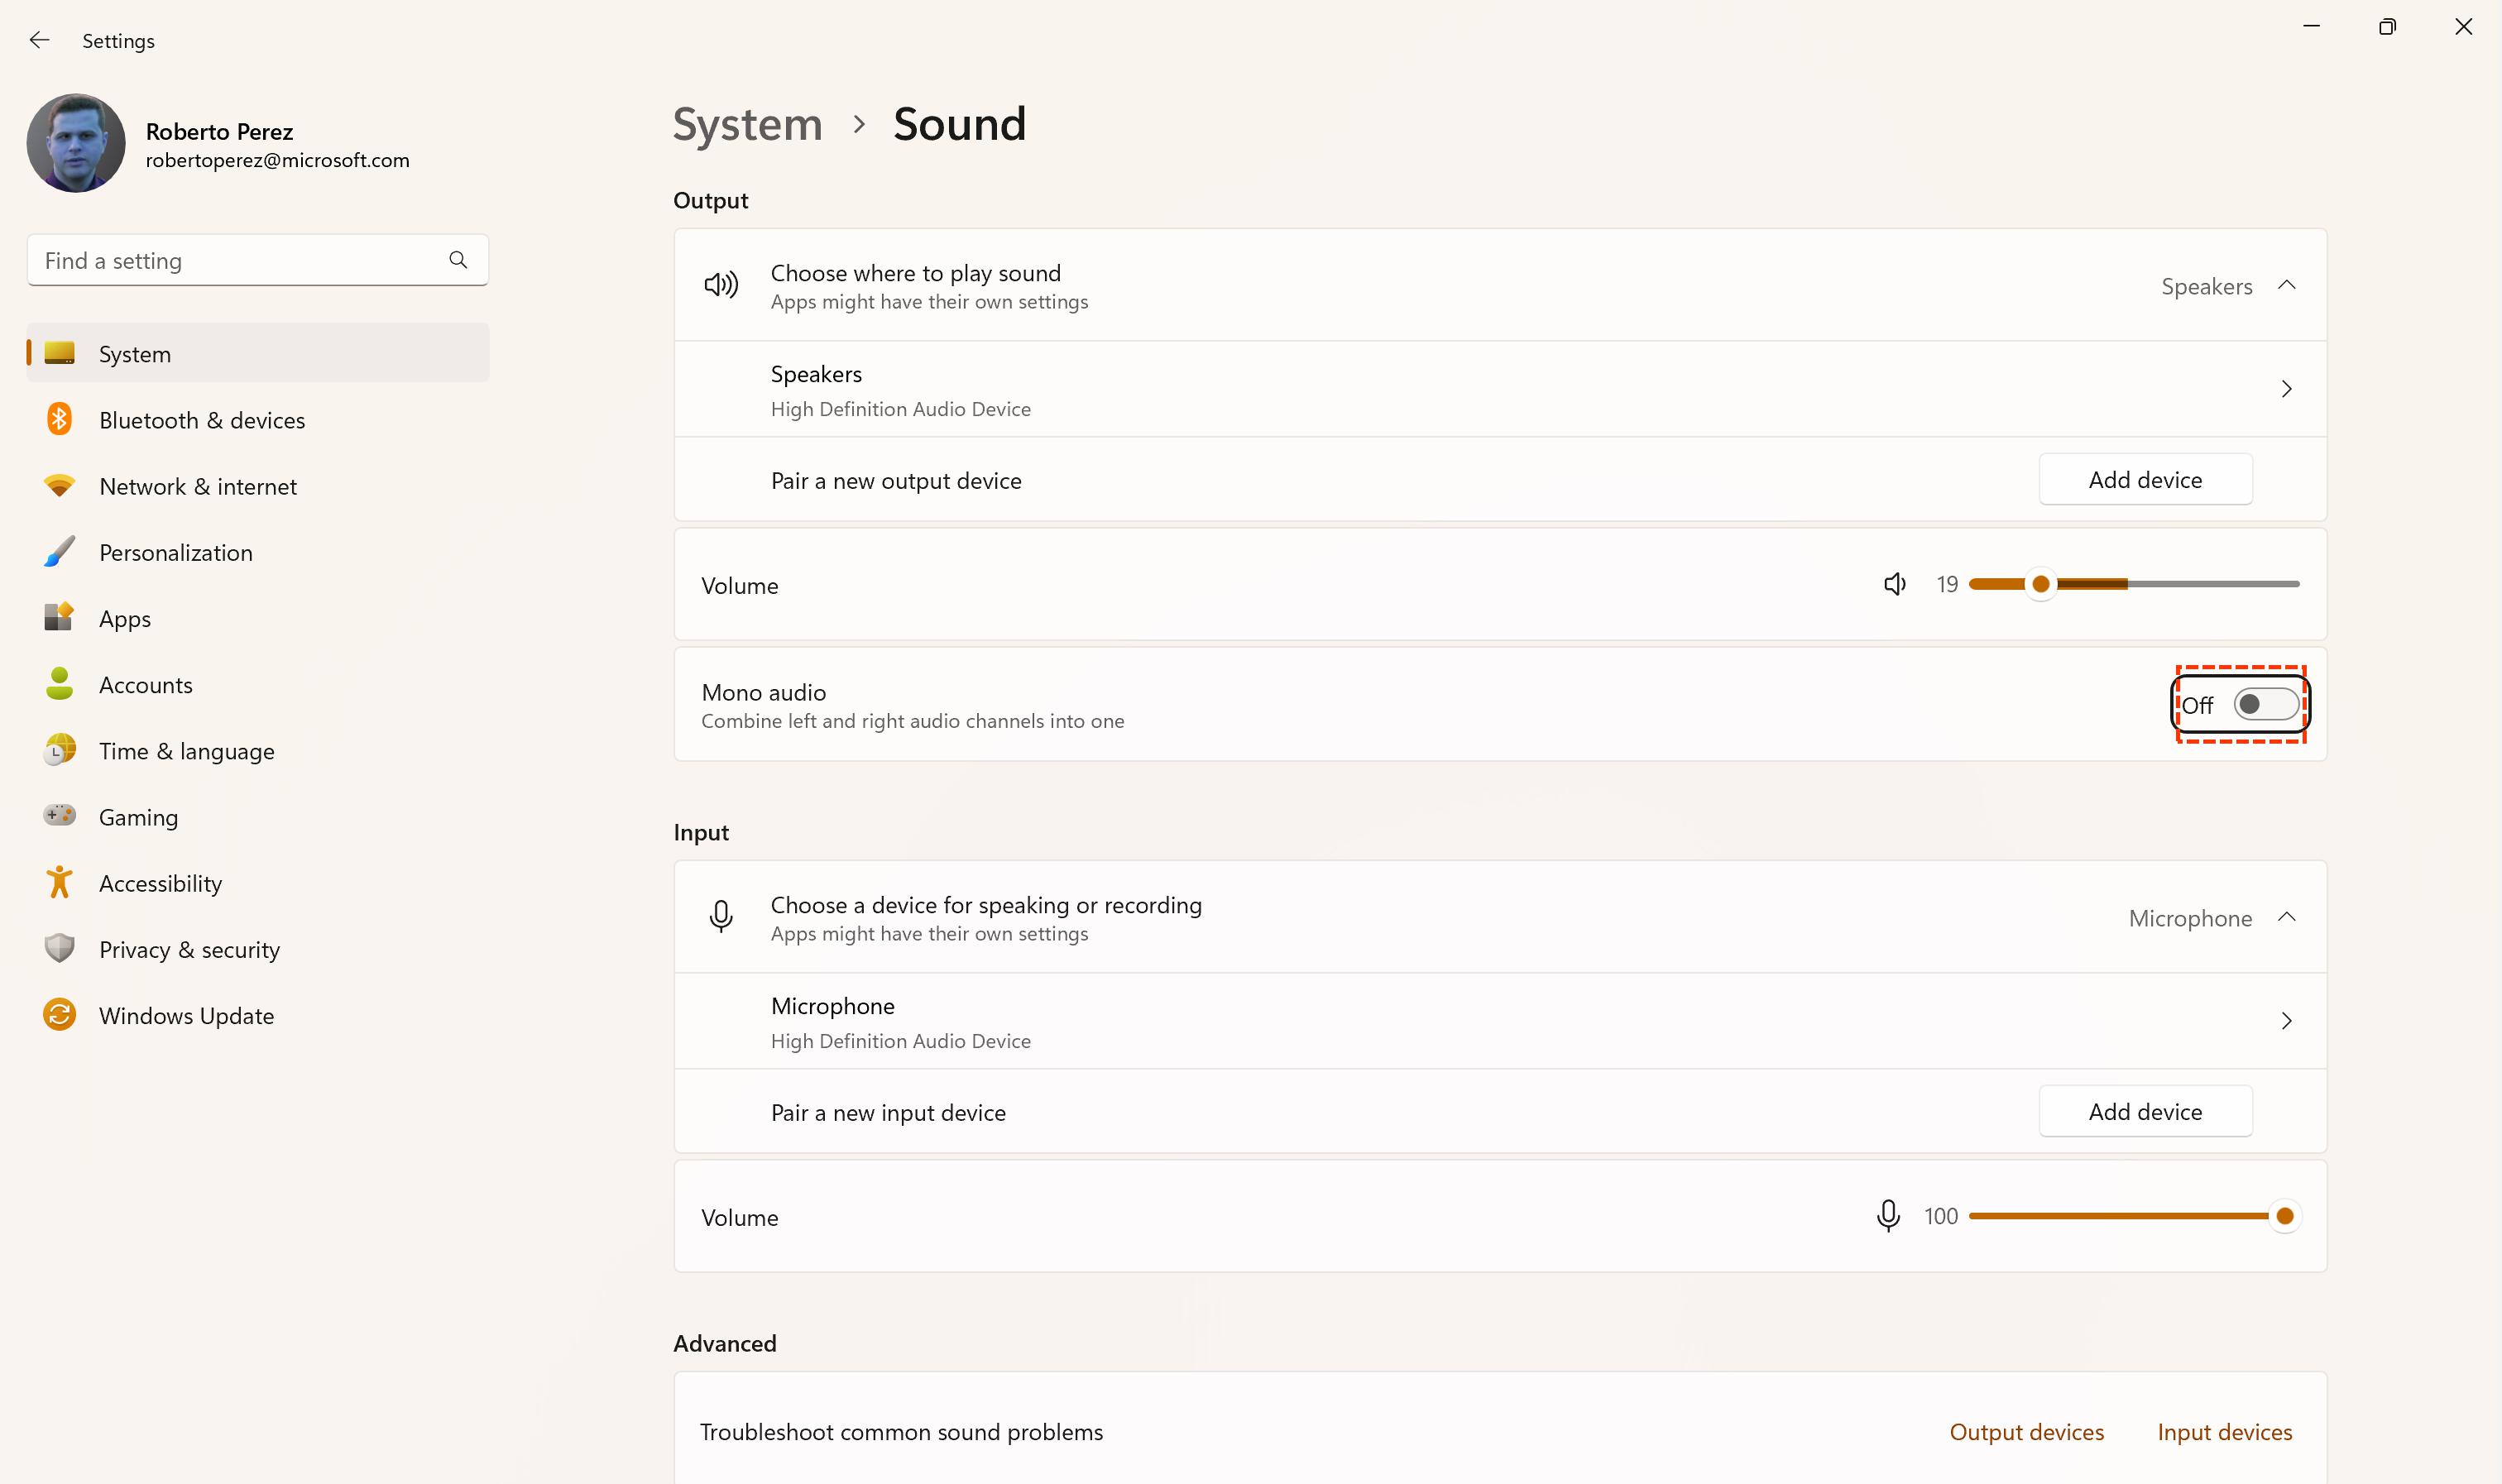 Settings
Roberto Perez
robertoperez@microsoft.com
Find a setting
System
Bluetooth & devices
Network & internet
Personalization
Apps
Accounts
Time & language
Gaming
Accessibility
Privacy & security
Windows Update
System > Sound
Output
Choose where to play sound
Apps might have their own settings
Speakers
Speakers
High Definition Audio Device
Pair a new output device
Add device
Volume
19
Mono audio
Combine left and right audio channels into one
Off
Input
Choose a device for speaking or recording
Apps might have their own settings
Microphone
Microphone
High Definition Audio Device
Pair a new input device
Add device
Volume
100
Advanced
Troubleshoot common sound problems
Output devices
Input devices